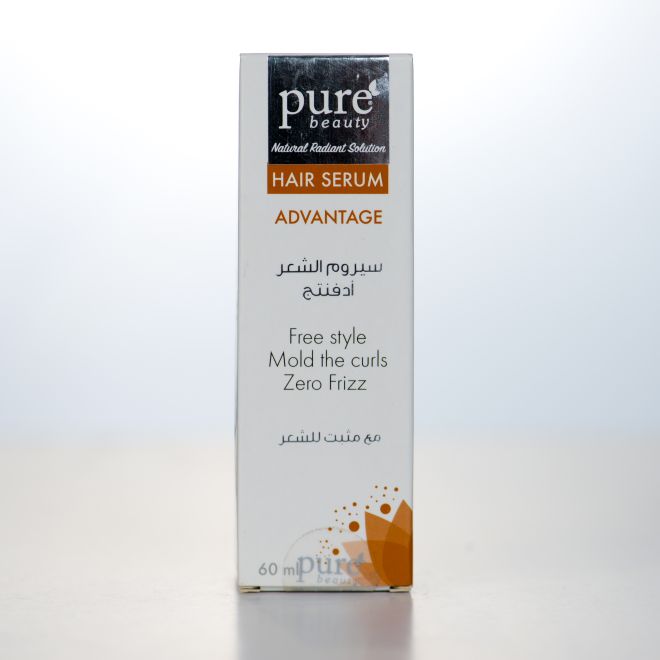 pure
beauty
Natural Radiant Solution
HAIR SERUM
ADVANTAGE
سيروم الشعر
أدفنتج
Free style
Mold the curls
Zero Frizz
مع مثبت للشعر
60 ml
pure
beauty